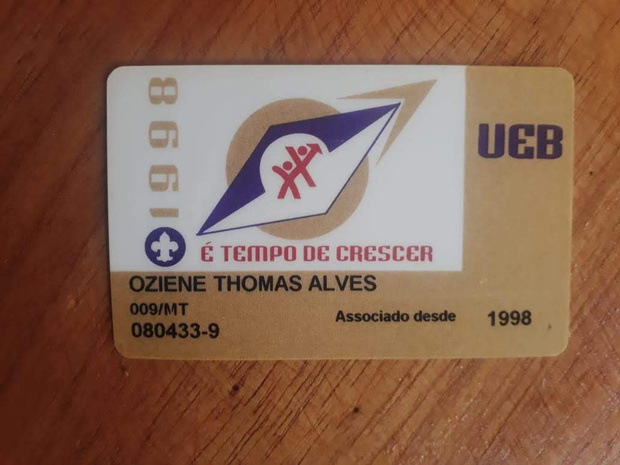 1998
UEB
É TEMPO DE CRESCER
OZIENE THOMAS ALVES
009/MT
080433-9
Associado desde 1998